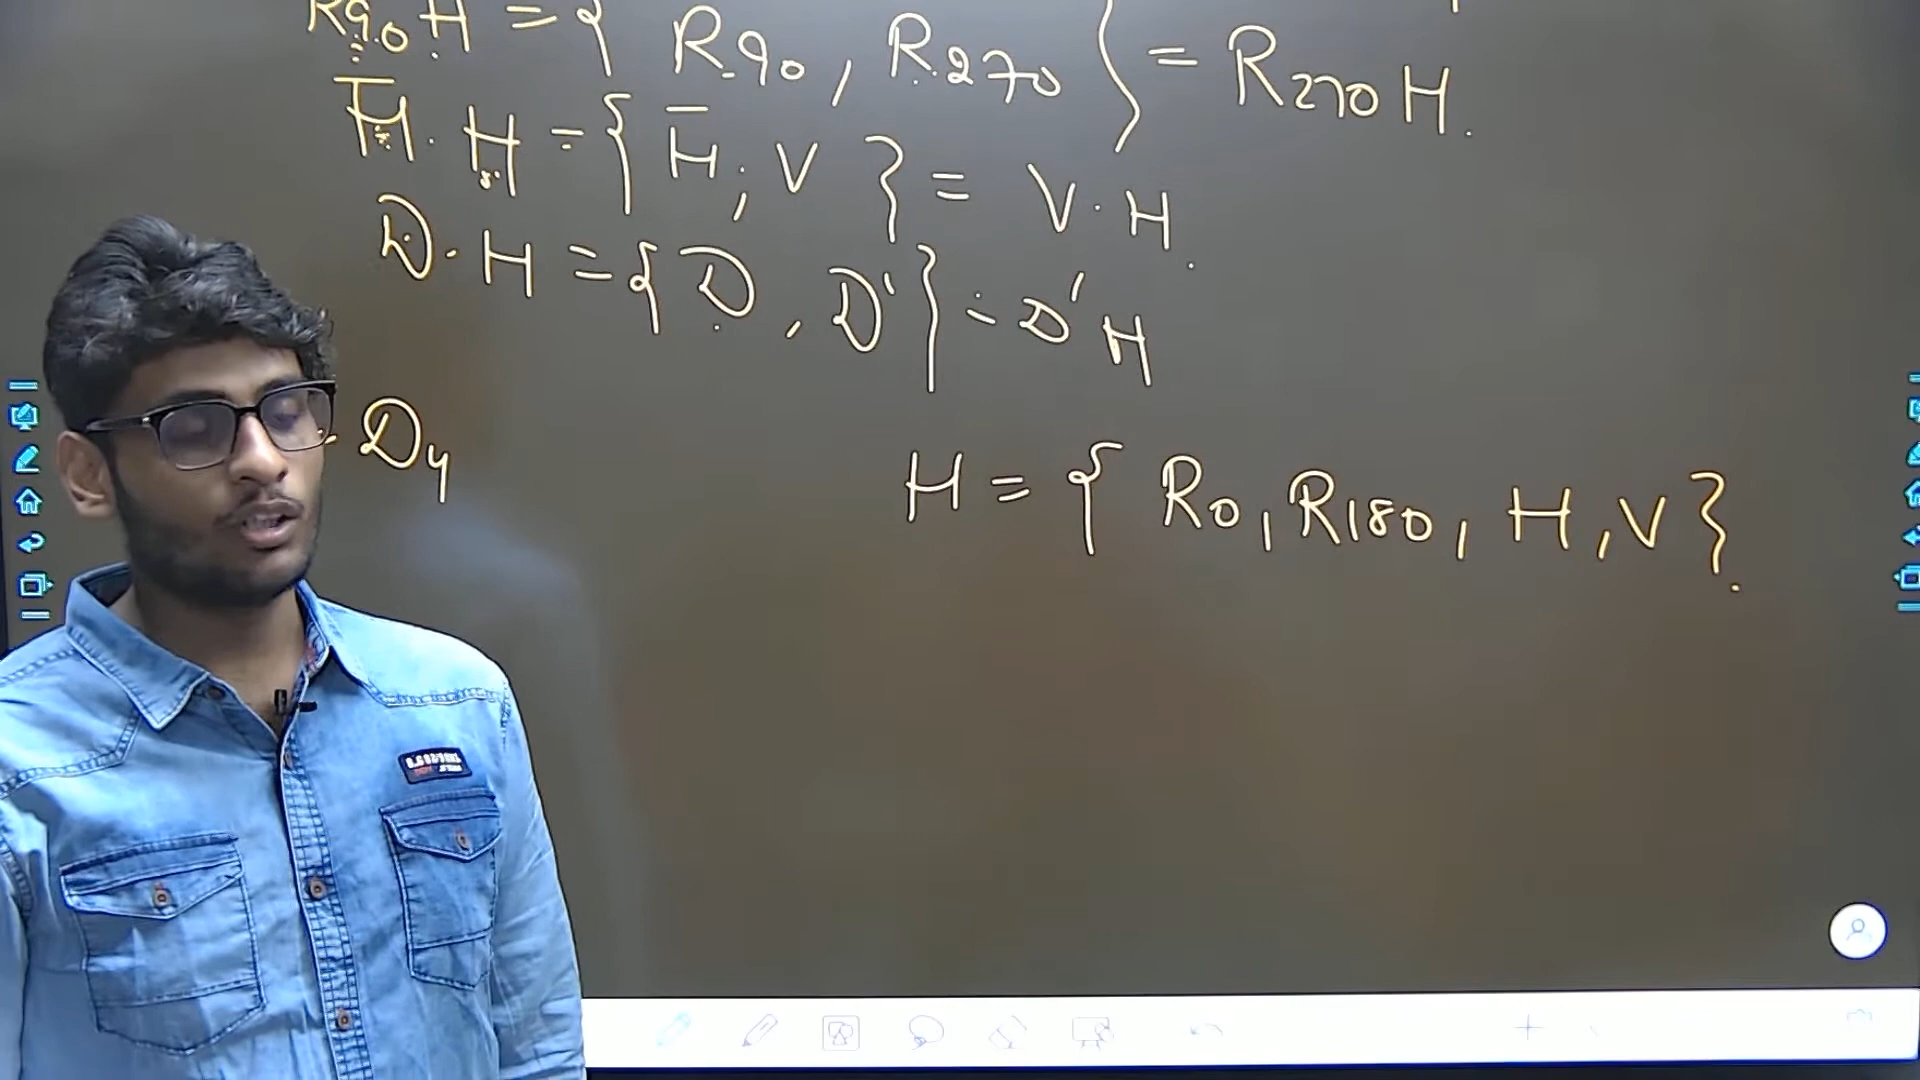 R90H = { R90, R270 } = R270H.
H̅ · H = { H̅, V } = V·H.
D·H = { D, D' } = D'H
D4
H = { R0, R180, H, V }.